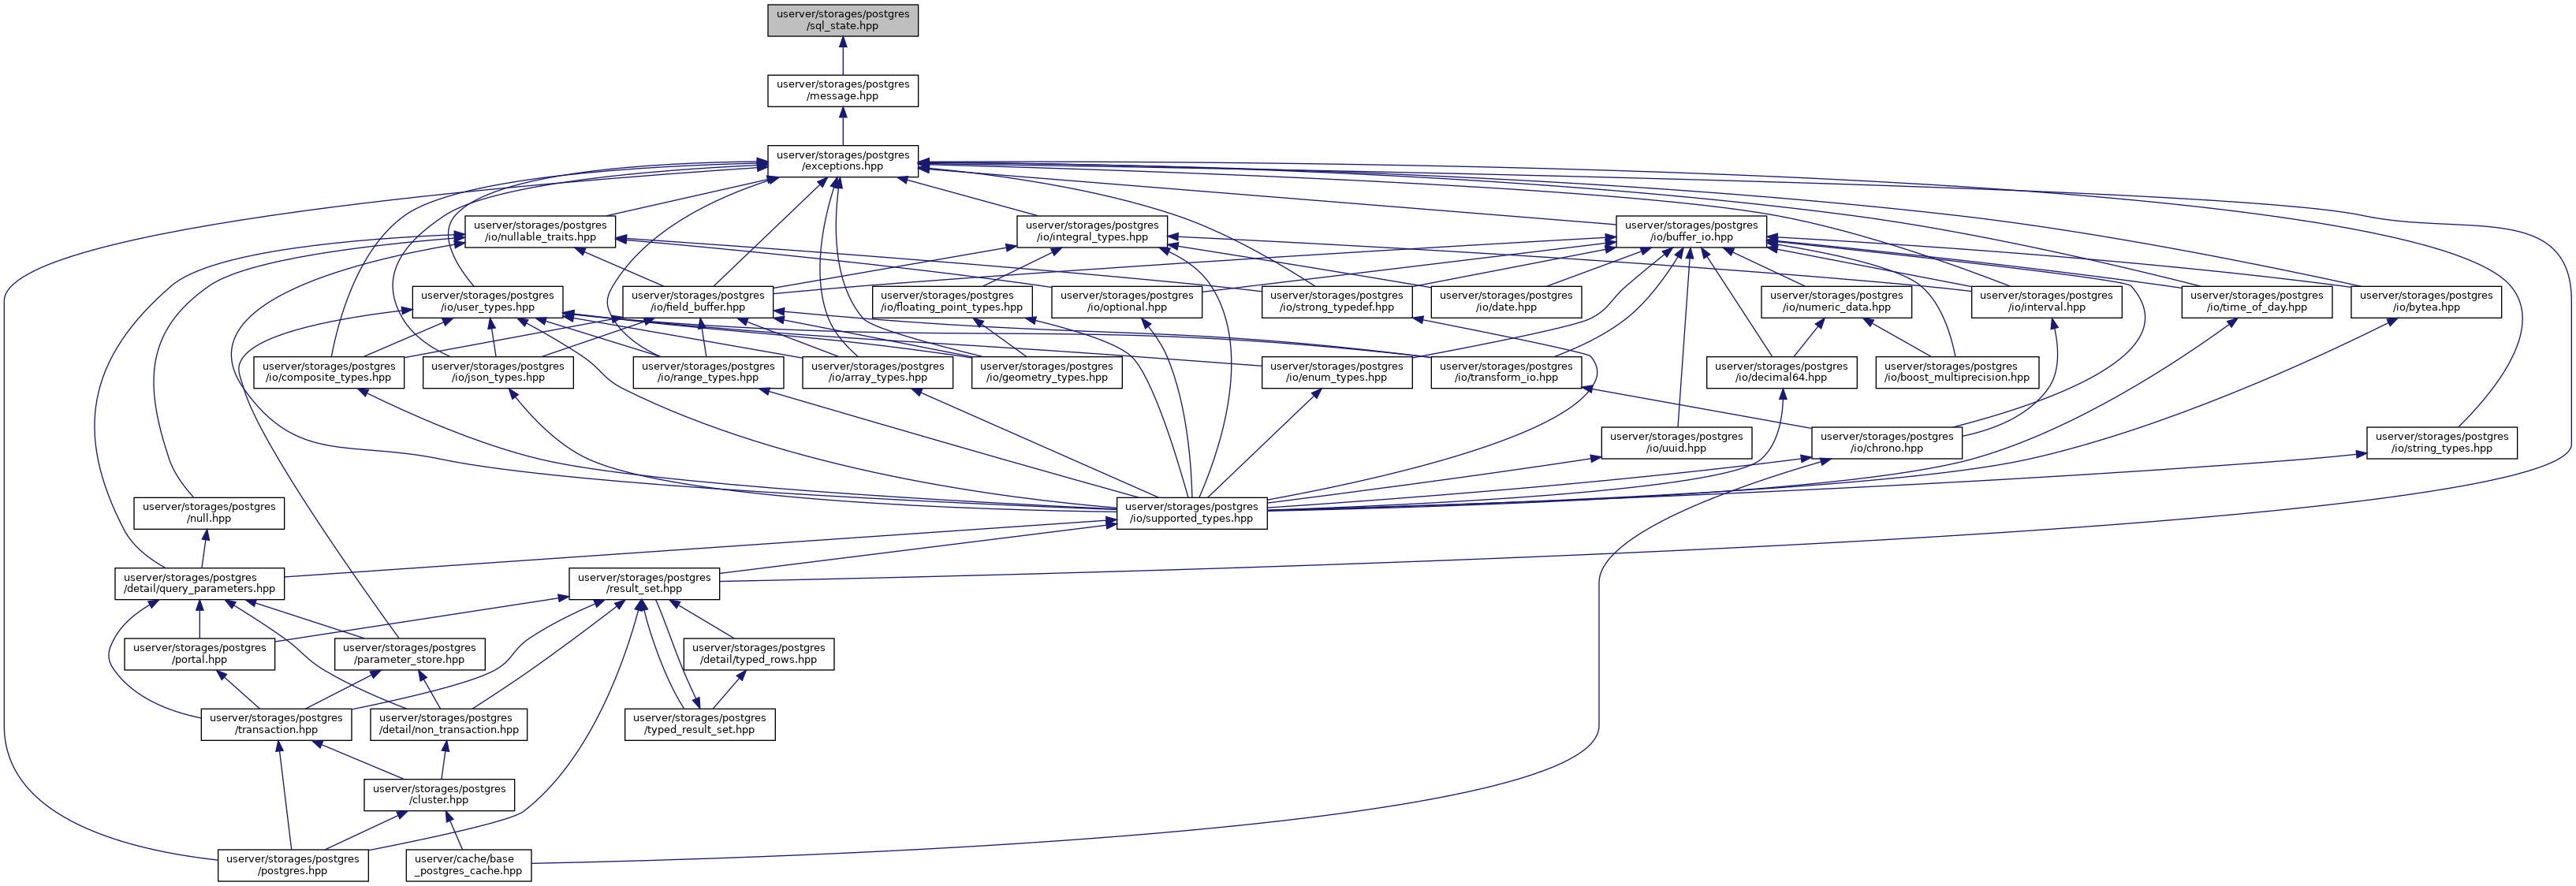 userver/storages/postgres
/sql_state.hpp
userver/storages/postgres
/message.hpp
userver/storages/postgres
/exceptions.hpp
userver/storages/postgres
/io/nullable_traits.hpp
userver/storages/postgres
/io/integral_types.hpp
userver/storages/postgres
/io/buffer_io.hpp
userver/storages/postgres
/io/user_types.hpp
userver/storages/postgres
/io/field_buffer.hpp
userver/storages/postgres
/io/floating_point_types.hpp
userver/storages/postgres
/io/optional.hpp
userver/storages/postgres
/io/strong_typedef.hpp
userver/storages/postgres
/io/date.hpp
userver/storages/postgres
/io/numeric_data.hpp
userver/storages/postgres
/io/interval.hpp
userver/storages/postgres
/io/time_of_day.hpp
userver/storages/postgres
/io/bytea.hpp
userver/storages/postgres
/io/composite_types.hpp
userver/storages/postgres
/io/json_types.hpp
userver/storages/postgres
/io/range_types.hpp
userver/storages/postgres
/io/array_types.hpp
userver/storages/postgres
/io/geometry_types.hpp
userver/storages/postgres
/io/enum_types.hpp
userver/storages/postgres
/io/transform_io.hpp
userver/storages/postgres
/io/decimal64.hpp
userver/storages/postgres
/io/boost_multiprecision.hpp
userver/storages/postgres
/io/uuid.hpp
userver/storages/postgres
/io/chrono.hpp
userver/storages/postgres
/io/string_types.hpp
userver/storages/postgres
/null.hpp
userver/storages/postgres
/io/supported_types.hpp
userver/storages/postgres
/detail/query_parameters.hpp
userver/storages/postgres
/result_set.hpp
userver/storages/postgres
/portal.hpp
userver/storages/postgres
/parameter_store.hpp
userver/storages/postgres
/detail/typed_rows.hpp
userver/storages/postgres
/transaction.hpp
userver/storages/postgres
/detail/non_transaction.hpp
userver/storages/postgres
/typed_result_set.hpp
userver/storages/postgres
/cluster.hpp
userver/storages/postgres
/postgres.hpp
userver/cache/base
_postgres_cache.hpp